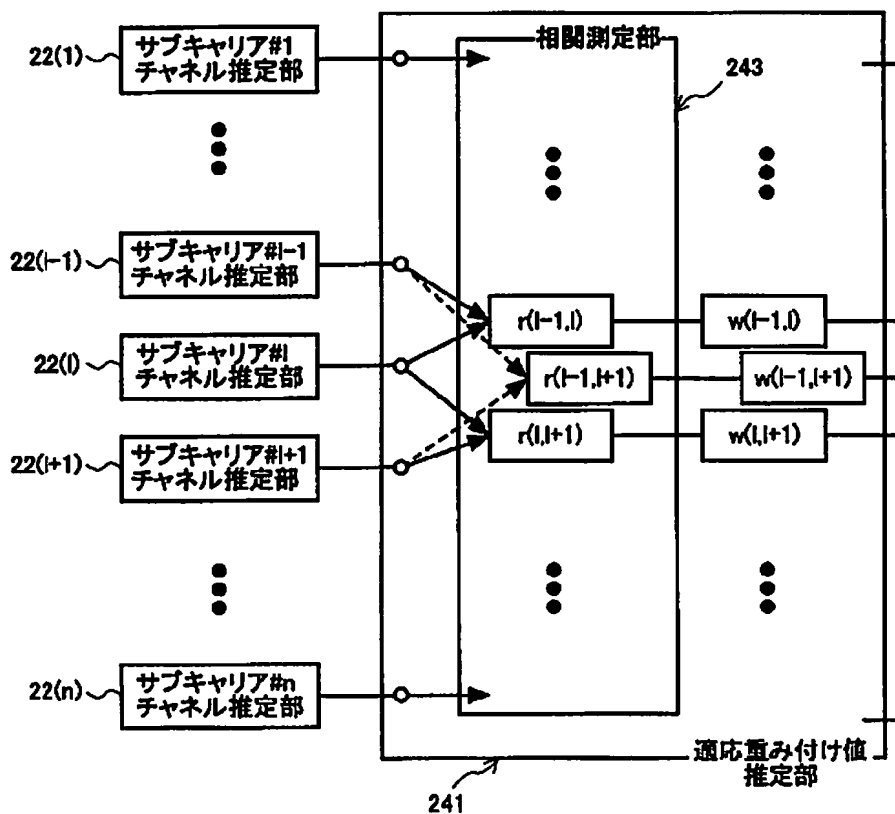 相関測定部
22(1)
サブキャリア#1
チャネル推定部
243
22(i-1)
サブキャリア#i-1
チャネル推定部
r(i-1,i)
w(i-1,i)
22(i)
サブキャリア#i
チャネル推定部
r(i-1,i+1)
w(i-1,i+1)
r(i,i+1)
w(i,i+1)
22(i+1)
サブキャリア#i+1
チャネル推定部
22(n)
サブキャリア#n
チャネル推定部
適応重み付け値
推定部
241